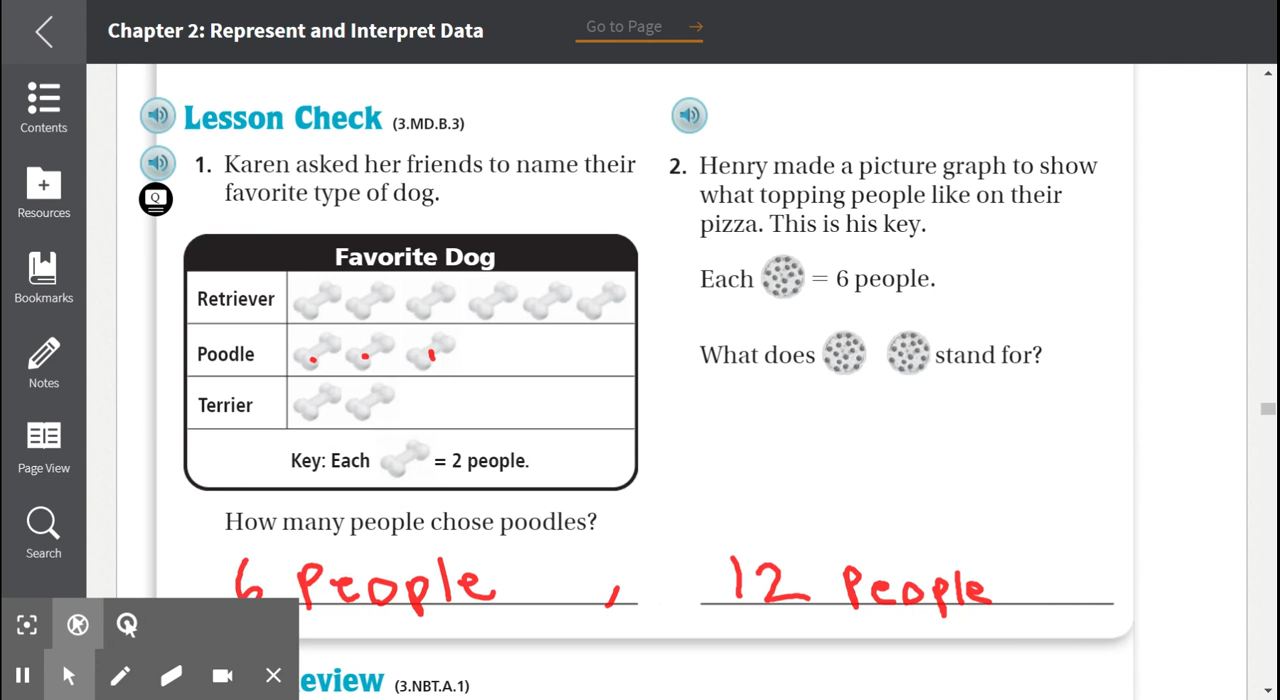 Chapter 2: Represent and Interpret Data
Go to Page →
Contents
Resources
Bookmarks
Notes
Page View
Search
Lesson Check (3.MD.B.3)
1. Karen asked her friends to name their
favorite type of dog.
Q
Favorite Dog
Retriever
Poodle
Terrier
Key: Each = 2 people.
How many people chose poodles?
6 People ,
2. Henry made a picture graph to show
what topping people like on their
pizza. This is his key.
Each = 6 people.
What does stand for?
12 People
eview (3.NBT.A.1)